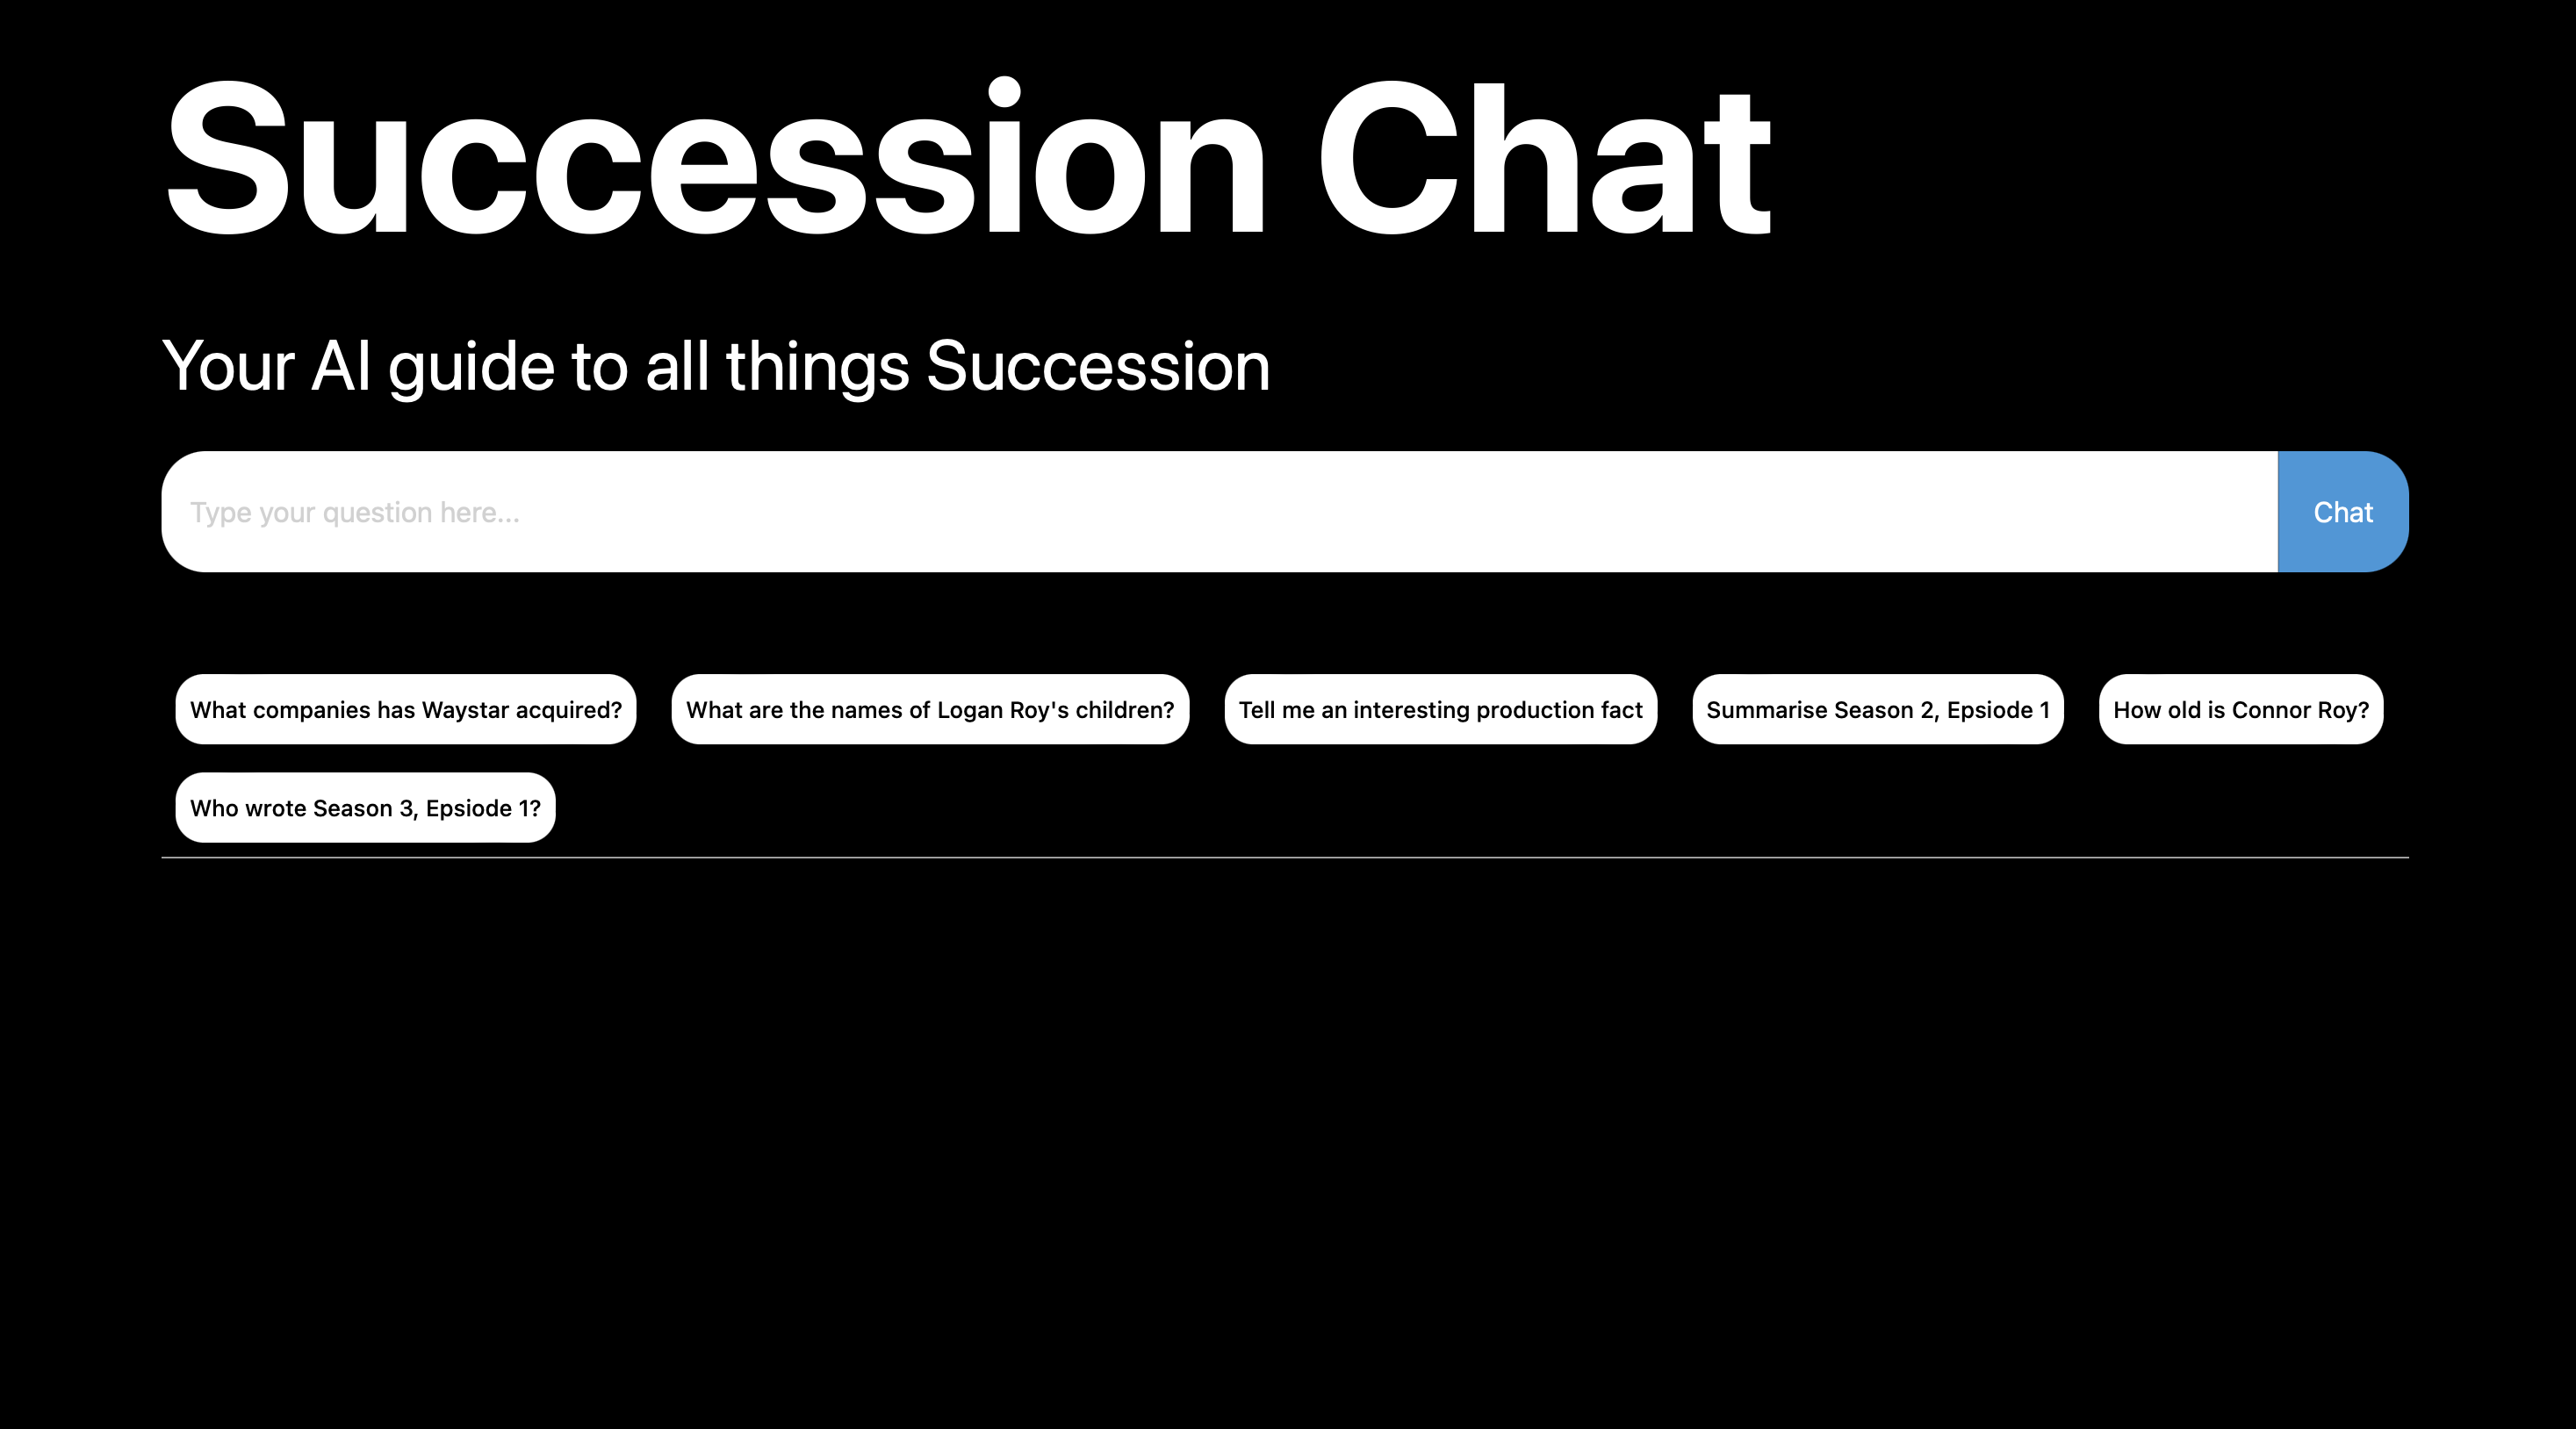 Succession Chat
Your AI guide to all things Succession
Type your question here...
Chat
What companies has Waystar acquired?
What are the names of Logan Roy's children?
Tell me an interesting production fact
Summarise Season 2, Epsiode 1
How old is Connor Roy?
Who wrote Season 3, Epsiode 1?